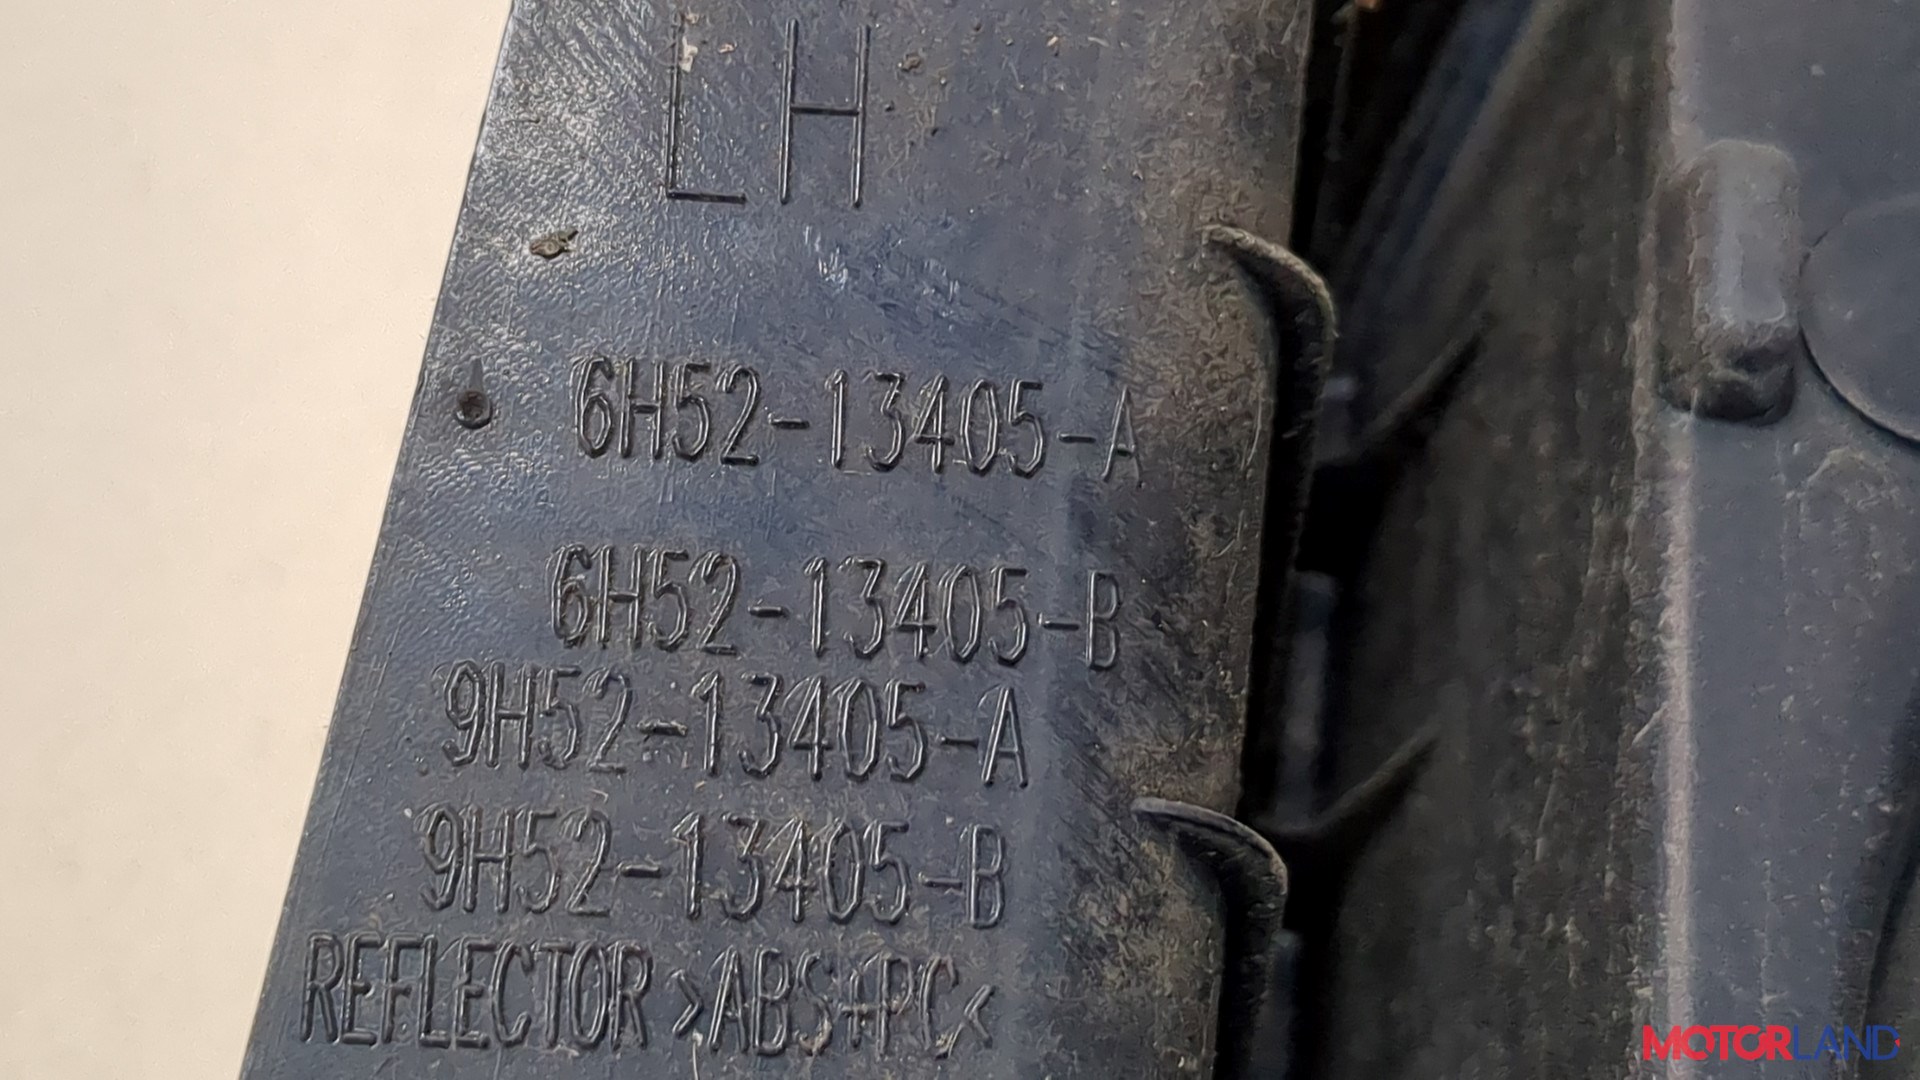 LH
6H52-13405-A
6H52-13405-B
9H52-13405-A
9H52-13405-B
REFLECTOR >ABS+PC<
MOTORLAND